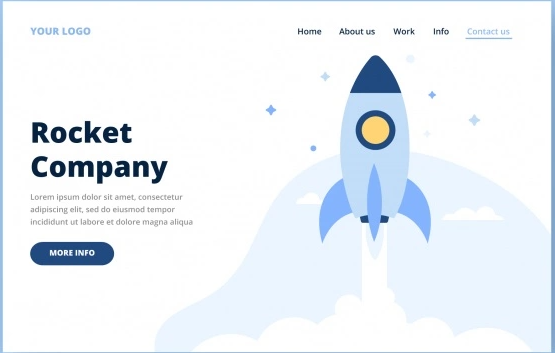 YOUR LOGO
Home About us Work Info Contact us
Rocket
Company
Lorem ipsum dolor sit amet, consectetur
adipiscing elit, sed do eiusmod tempor
incididunt ut labore et dolore magna aliqua
MORE INFO